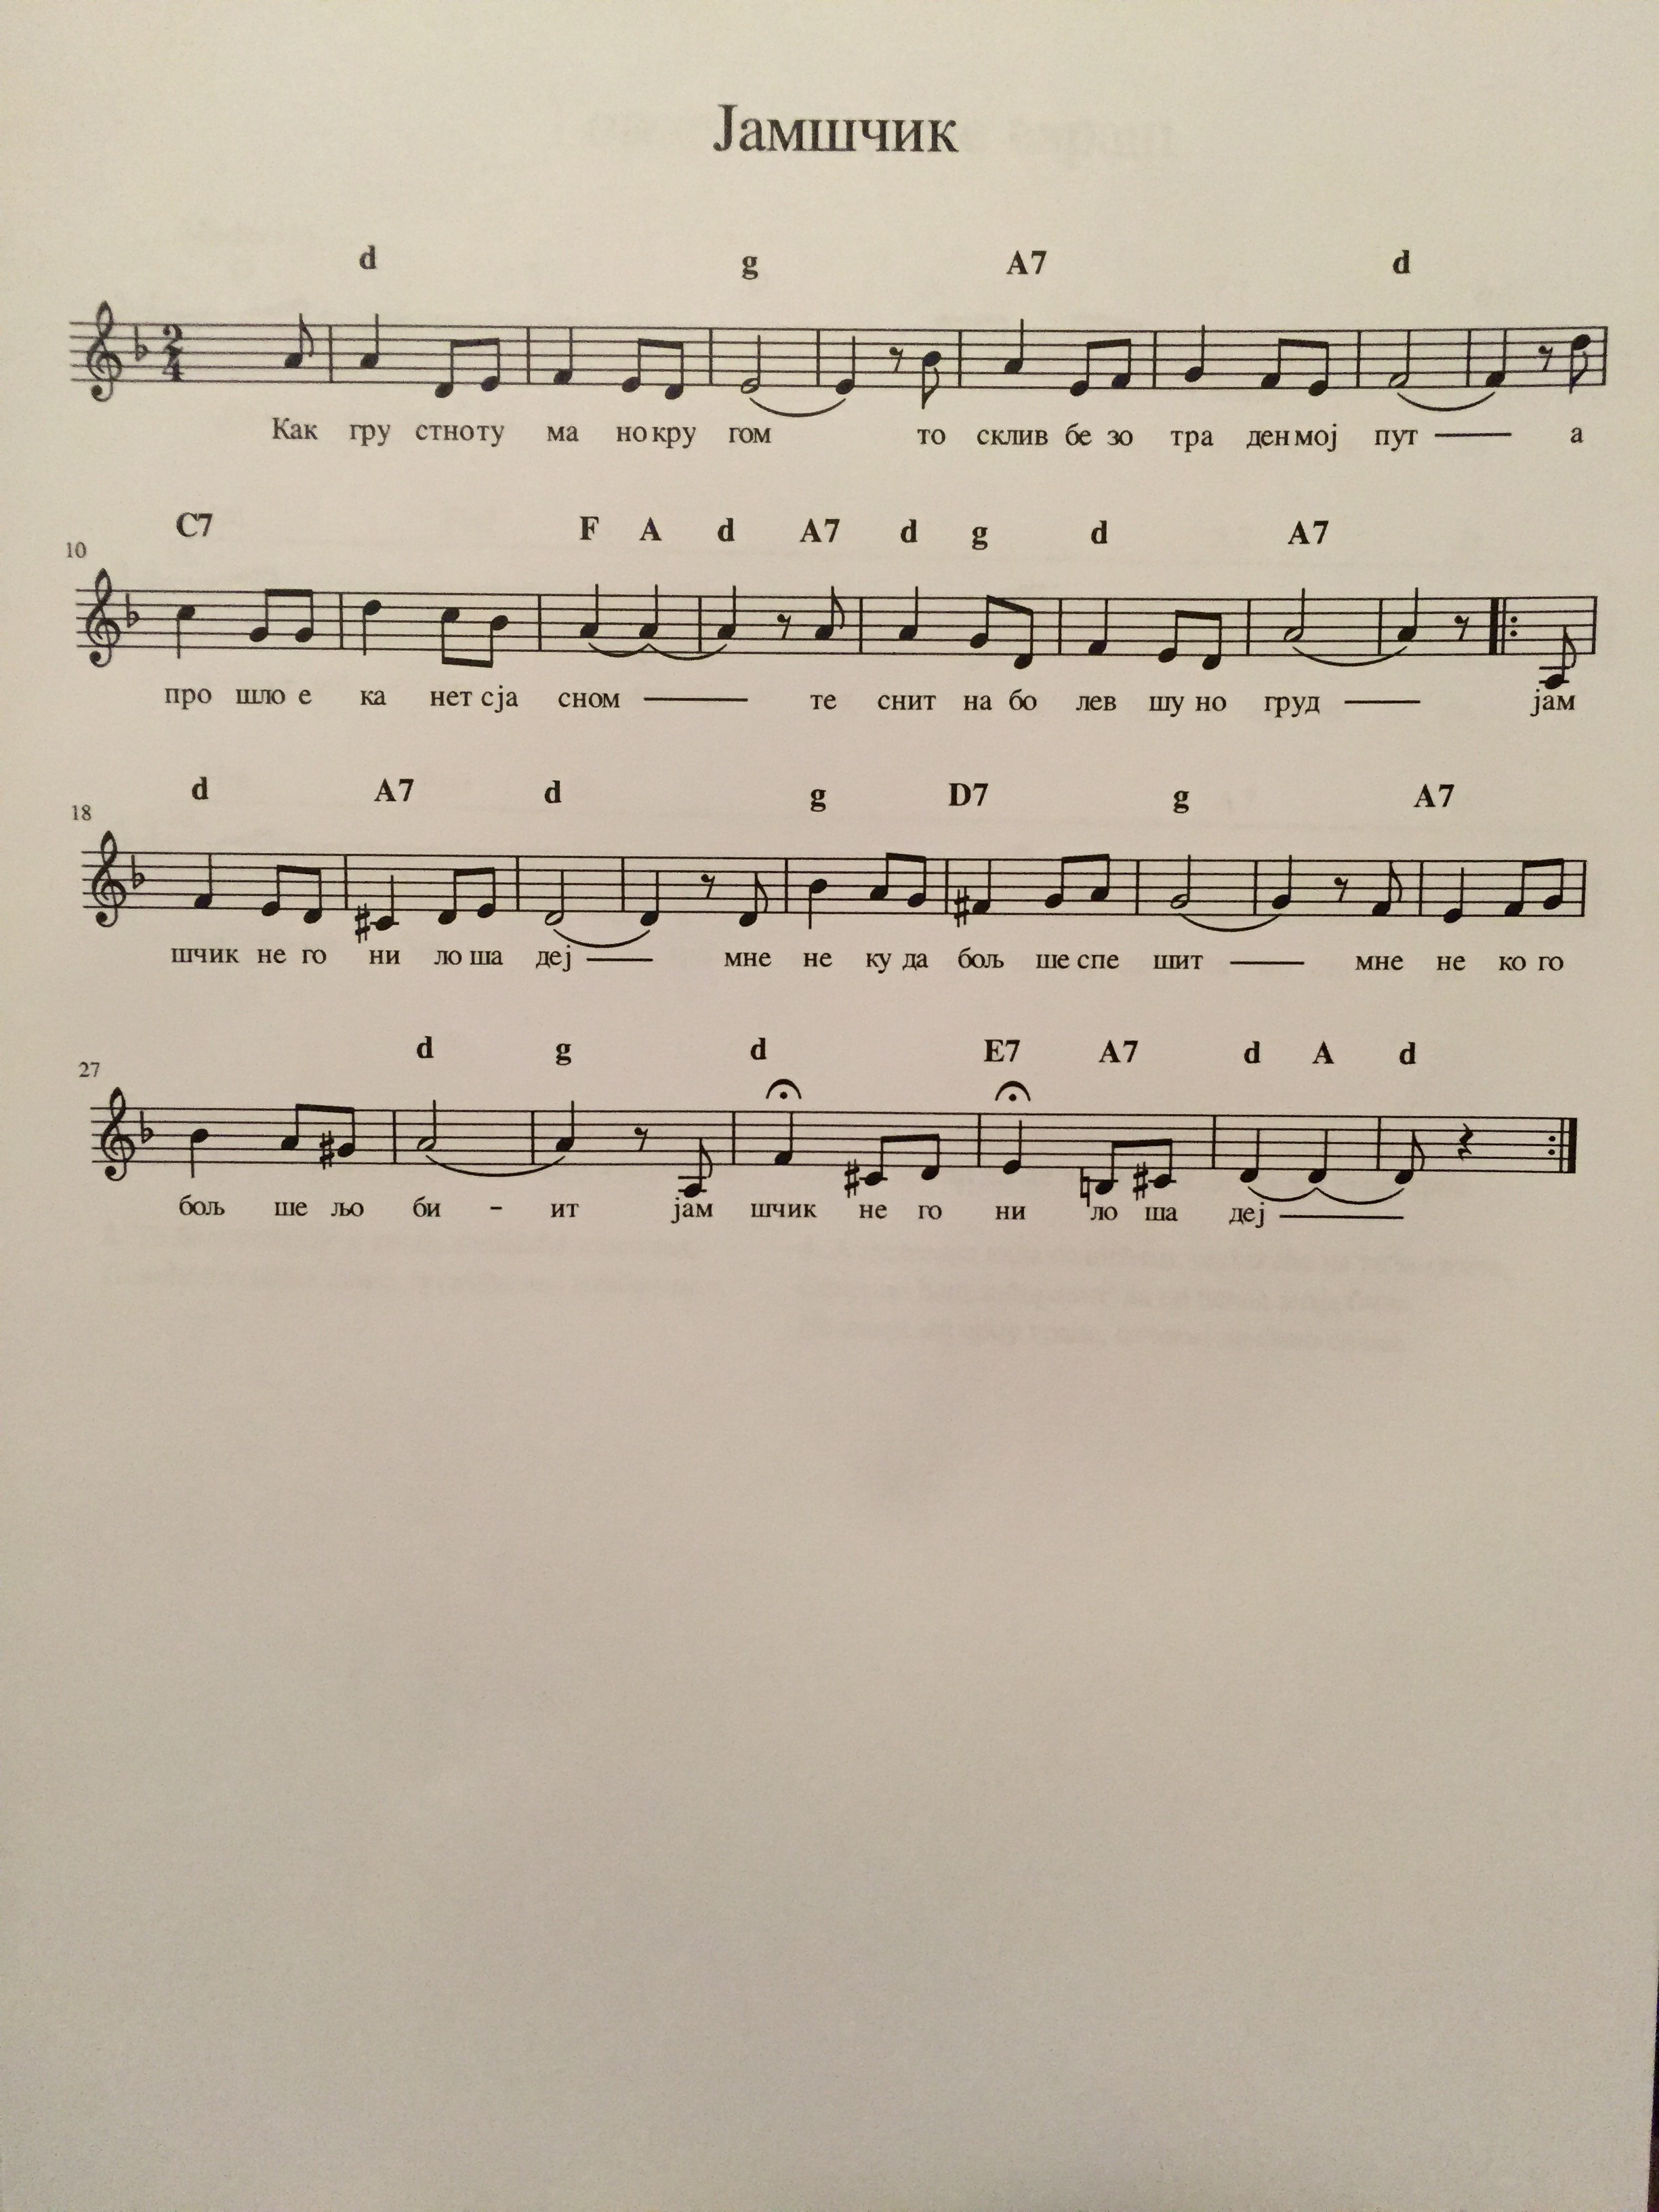 Јамшчик
d g A7 d
2
4
Как гру стноту ма но кру гом то склив бе зо тра ден мој пут а
C7 F A d A7 d g d A7
10
про шло е ка нет сја сном те снит на бо лев шу но груд јам
d A7 d g D7 g A7
18
шчик не го ни ло ша деј мне не ку да бољ ше спе шит мне не ко го
d g d E7 A7 d A d
27
бољ ше љо би - ит јам шчик не го ни ло ша деј